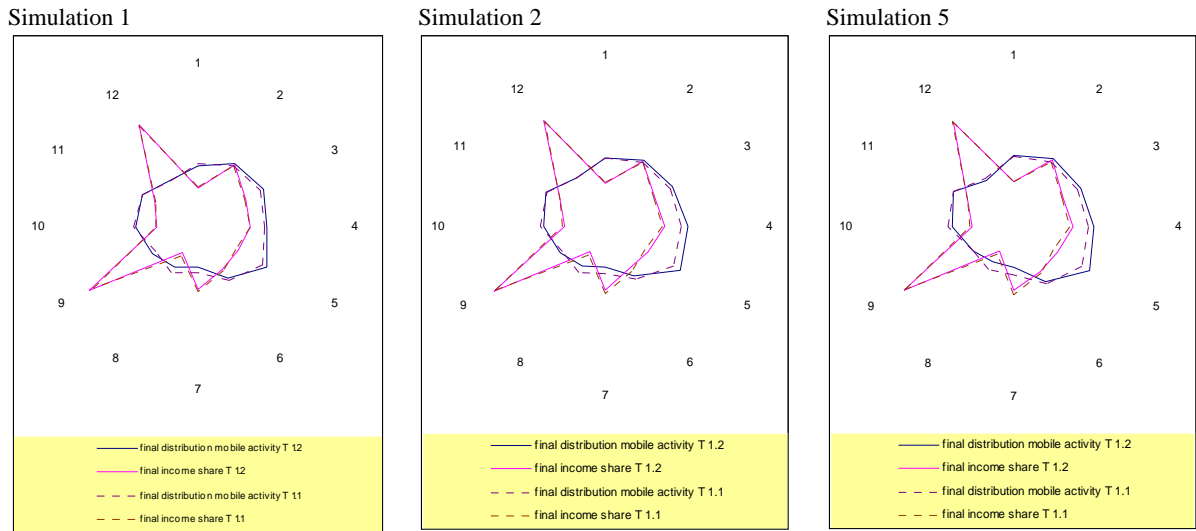 Simulation 1
1
12
2
11
3
10
4
9
5
8
6
7
final distribution mobile activity T 1.2
final income share T 1.2
final distribution mobile activity T 1.1
final income share T 1.1
Simulation 2
1
12
2
11
3
10
4
9
5
8
6
7
final distribution mobile activity T 1.2
final income share T 1.2
final distribution mobile activity T 1.1
final income share T 1.1
Simulation 5
1
12
2
11
3
10
4
9
5
8
6
7
final distribution mobile activity T 1.2
final income share T 1.2
final distribution mobile activity T 1.1
final income share T 1.1